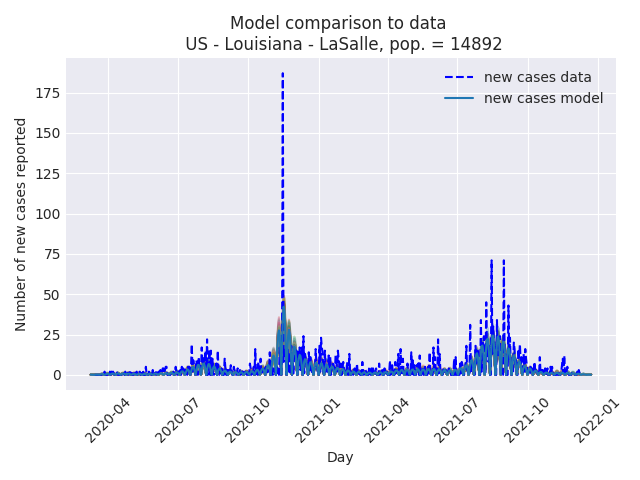 Model comparison to data
US - Louisiana - LaSalle, pop. = 14892
new cases data
new cases model
Number of new cases reported
175
150
125
100
75
50
25
0
2020-04
2020-07
2020-10
2021-01
2021-04
2021-07
2021-10
2022-01
Day